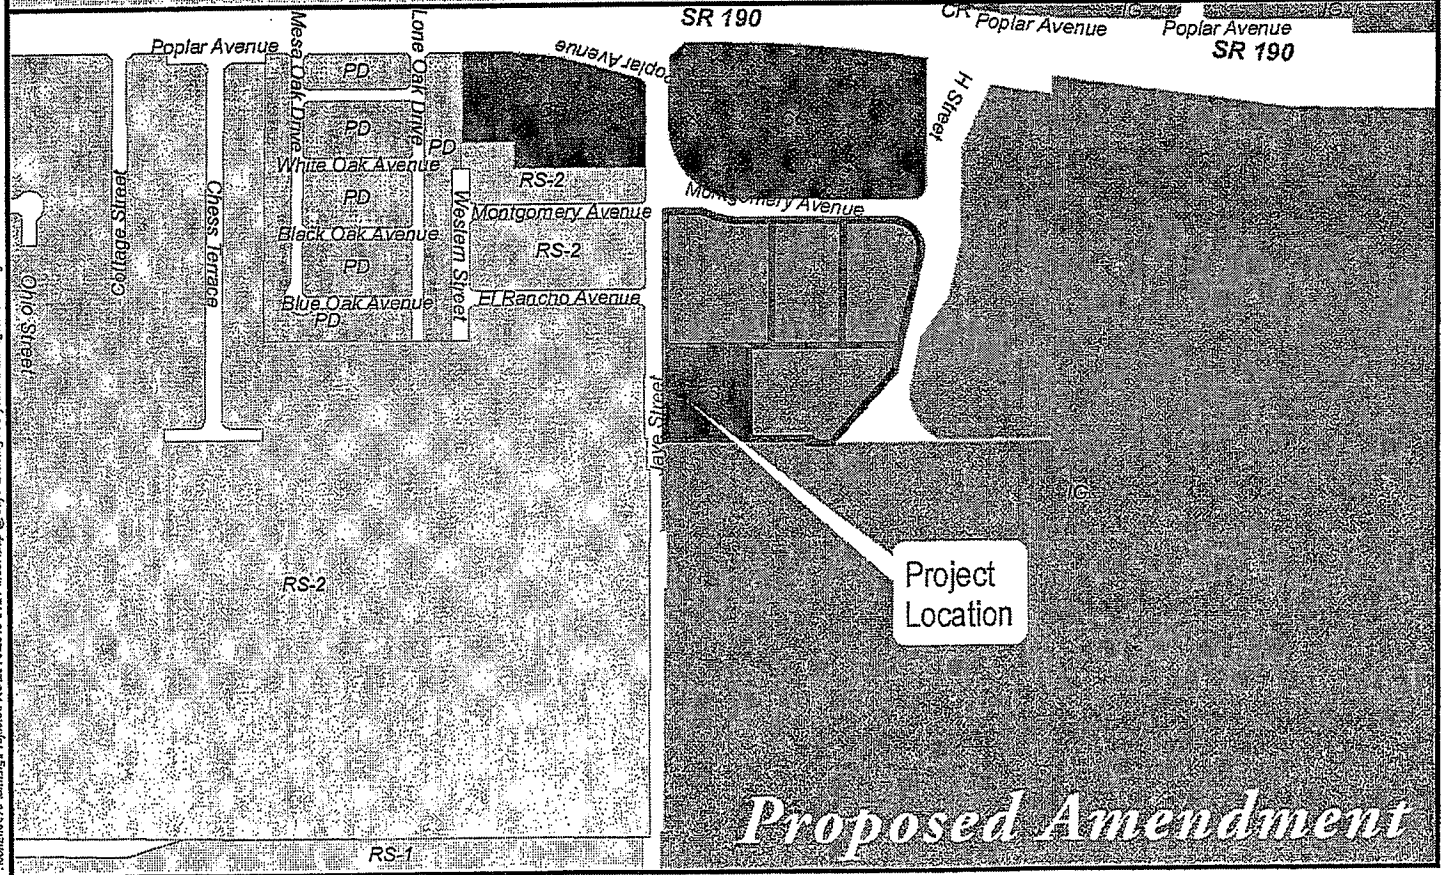 SR 190
CR
Poplar Avenue
IG
Poplar Avenue
IG
SR 190
Poplar Avenue
Mesa Oak Drive
Lone Oak Drive
Poplar Avenue
H Street
PD
PD
PD
White Oak Avenue
RS-2
Cottage Street
Chess Terrace
PD
Western Street
Montgomery Avenue
Montgomery Avenue
Black Oak Avenue
RS-2
PD
Ohio Street
Blue Oak Avenue
El Rancho Avenue
PD
Jaye Street
IG
Project
Location
RS-2
Proposed Amendment
RS-1